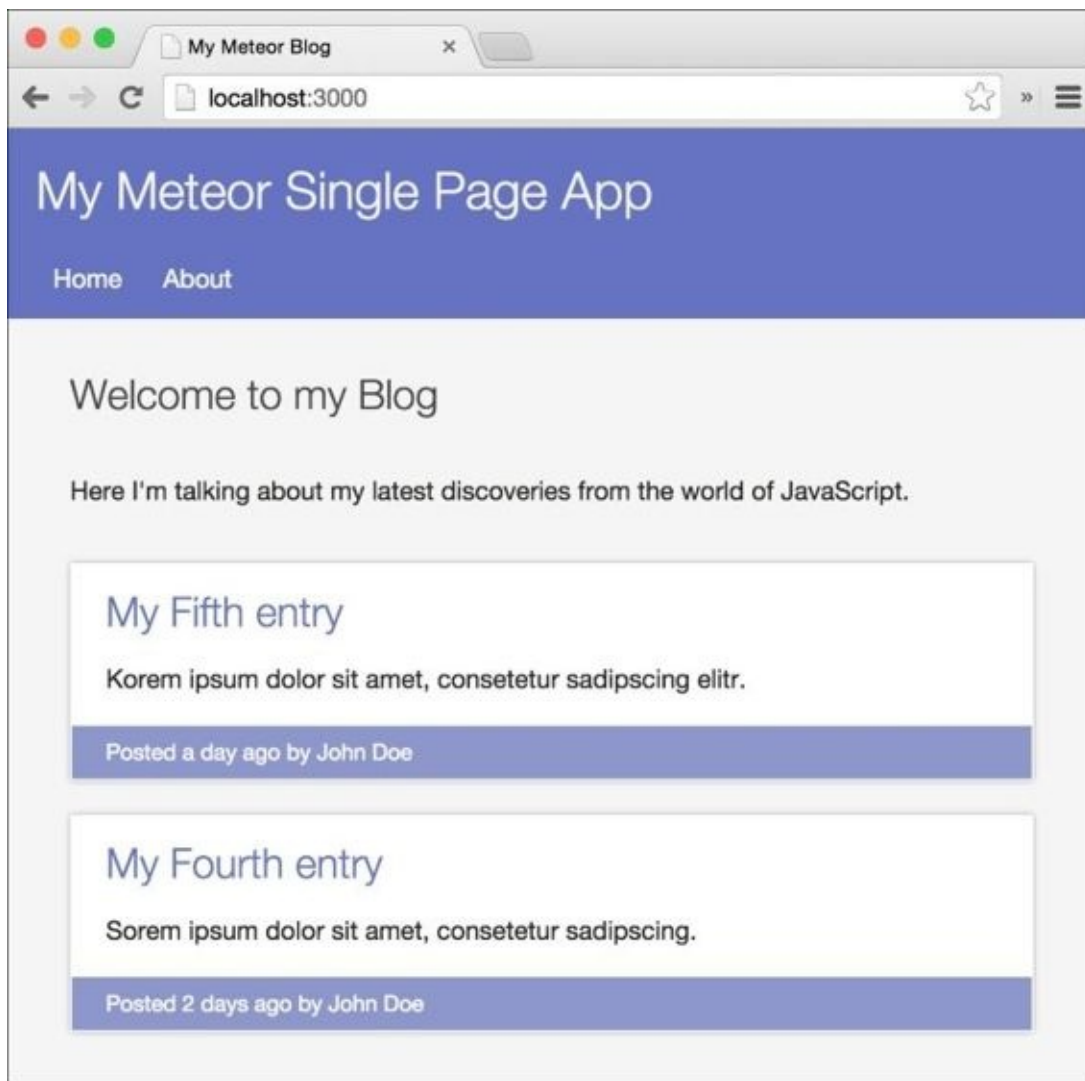 My Meteor Blog
localhost:3000
My Meteor Single Page App
Home About
Welcome to my Blog
Here I'm talking about my latest discoveries from the world of JavaScript.
My Fifth entry
Korem ipsum dolor sit amet, consetetur sadipscing elitr.
Posted a day ago by John Doe
My Fourth entry
Sorem ipsum dolor sit amet, consetetur sadipscing.
Posted 2 days ago by John Doe